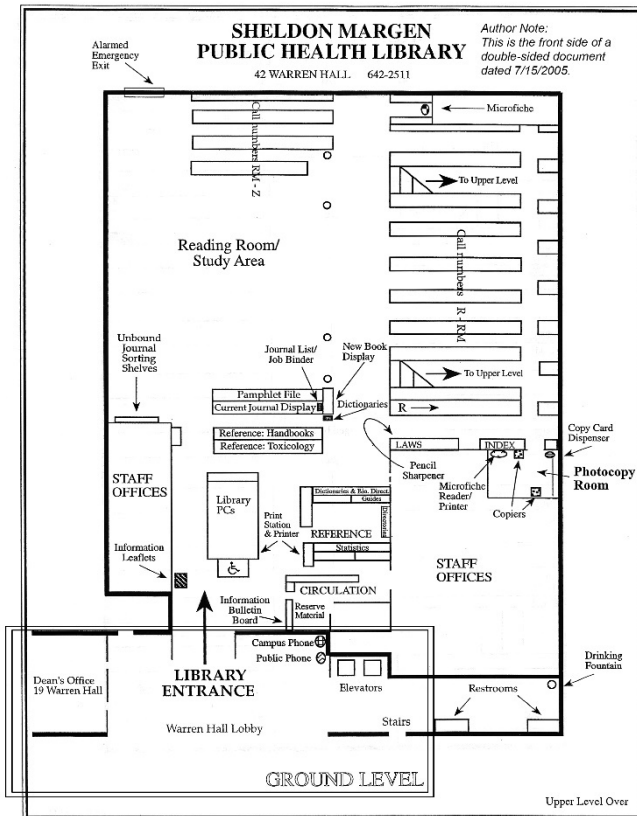 SHELDON MARGEN
PUBLIC HEALTH LIBRARY
42 WARREN HALL 642-2511
Author Note:
This is the front side of a
double-sided document
dated 7/15/2005.
Alarmed
Emergency
Exit
Microfiche
Call numbers RM - Z
To Upper Level
Reading Room/
Study Area
Call numbers R - RM
Unbound
Journal
Sorting
Shelves
Journal List/
Job Binder
New Book
Display
To Upper Level
Pamphlet File
Current Journal Display
Dictionaries
R
Reference: Handbooks
Reference: Toxicology
LAWS
INDEX
Copy Card
Dispenser
Pencil
Sharpener
Microfiche
Reader/
Printer
Copiers
Photocopy
Room
STAFF
OFFICES
Library
PCs
Dictionaries & Bio. Direct.
Guides
Directories
Print
Station
& Printer
REFERENCE
Statistics
STAFF
OFFICES
Information
Leaflets
CIRCULATION
Information
Bulletin
Board
Reserve
Material
Campus Phone
Public Phone
LIBRARY
ENTRANCE
Dean's Office
19 Warren Hall
Elevators
Drinking
Fountain
Restrooms
Warren Hall Lobby
Stairs
GROUND LEVEL
Upper Level Over